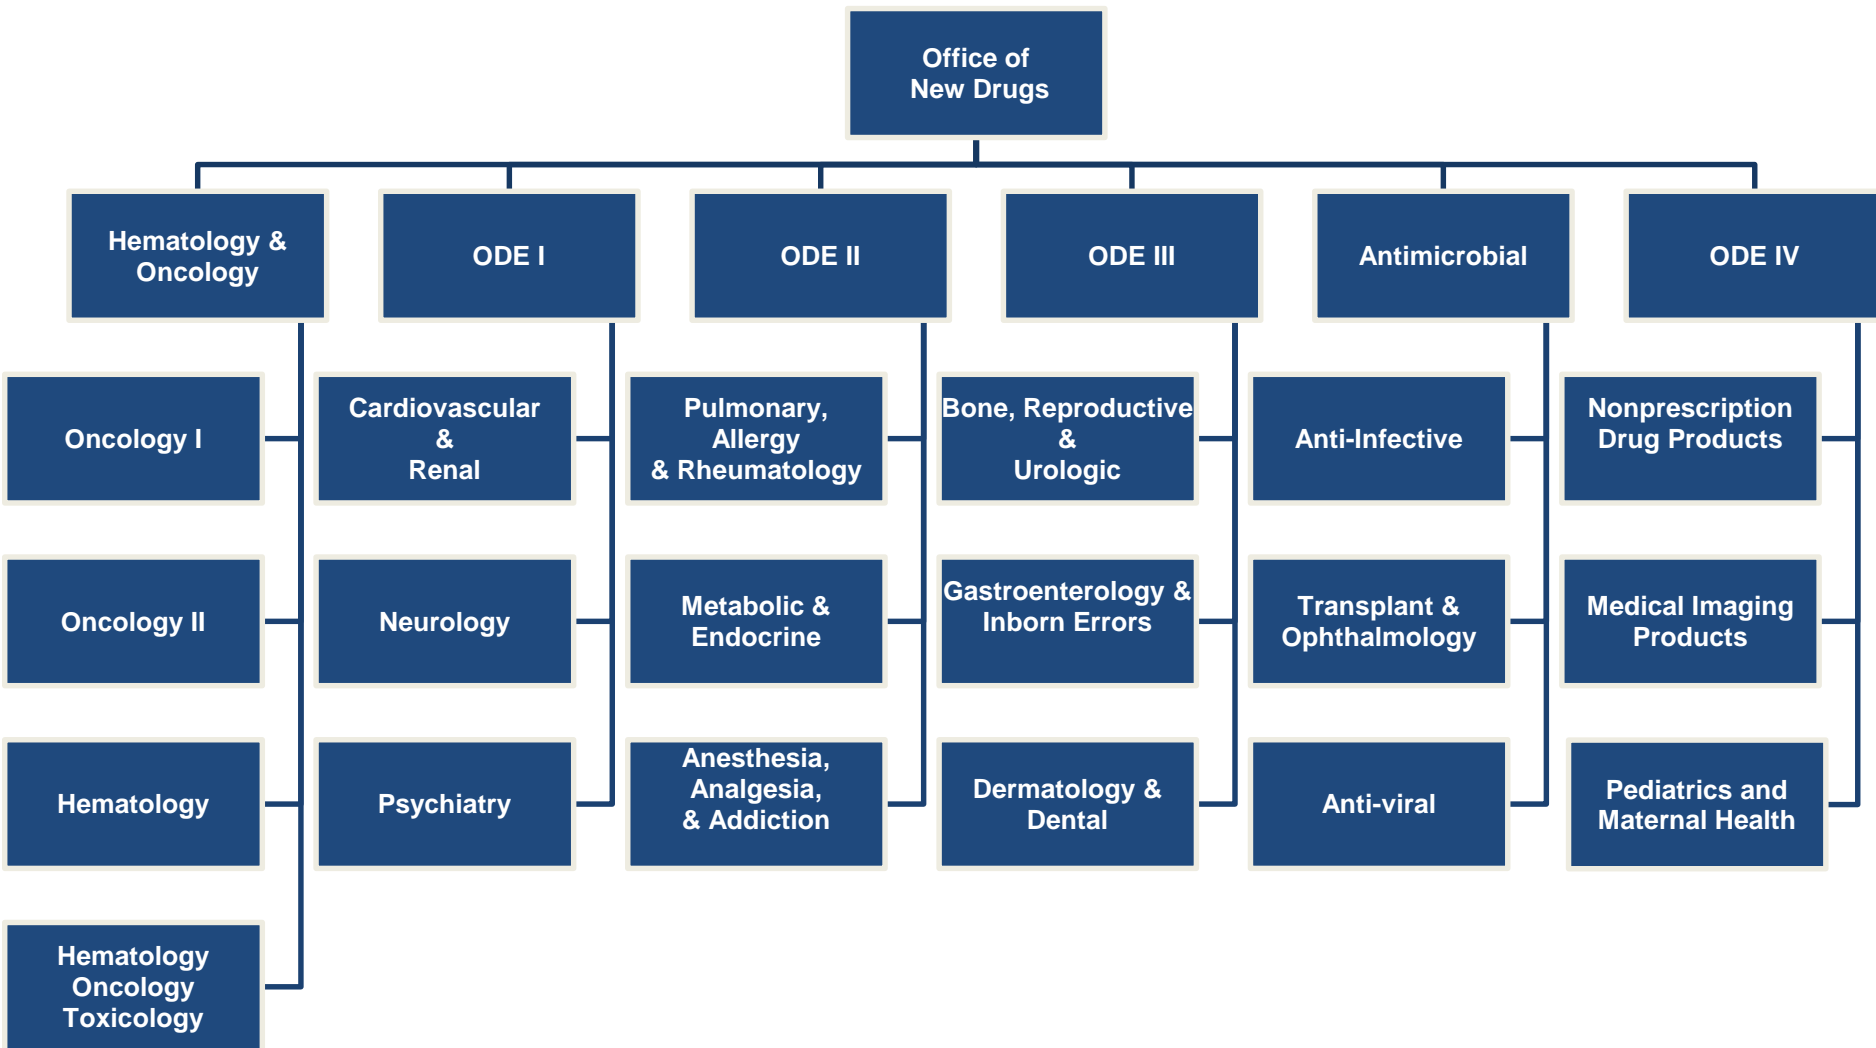 Office of
New Drugs
Hematology &
Oncology
ODE I
ODE II
ODE III
Antimicrobial
ODE IV
Oncology I
Cardiovascular
&
Renal
Pulmonary,
Allergy
& Rheumatology
Bone, Reproductive
&
Urologic
Anti-Infective
Nonprescription
Drug Products
Oncology II
Neurology
Metabolic &
Endocrine
Gastroenterology &
Inborn Errors
Transplant &
Ophthalmology
Medical Imaging
Products
Hematology
Psychiatry
Anesthesia,
Analgesia,
& Addiction
Dermatology &
Dental
Anti-viral
Pediatrics and
Maternal Health
Hematology
Oncology
Toxicology